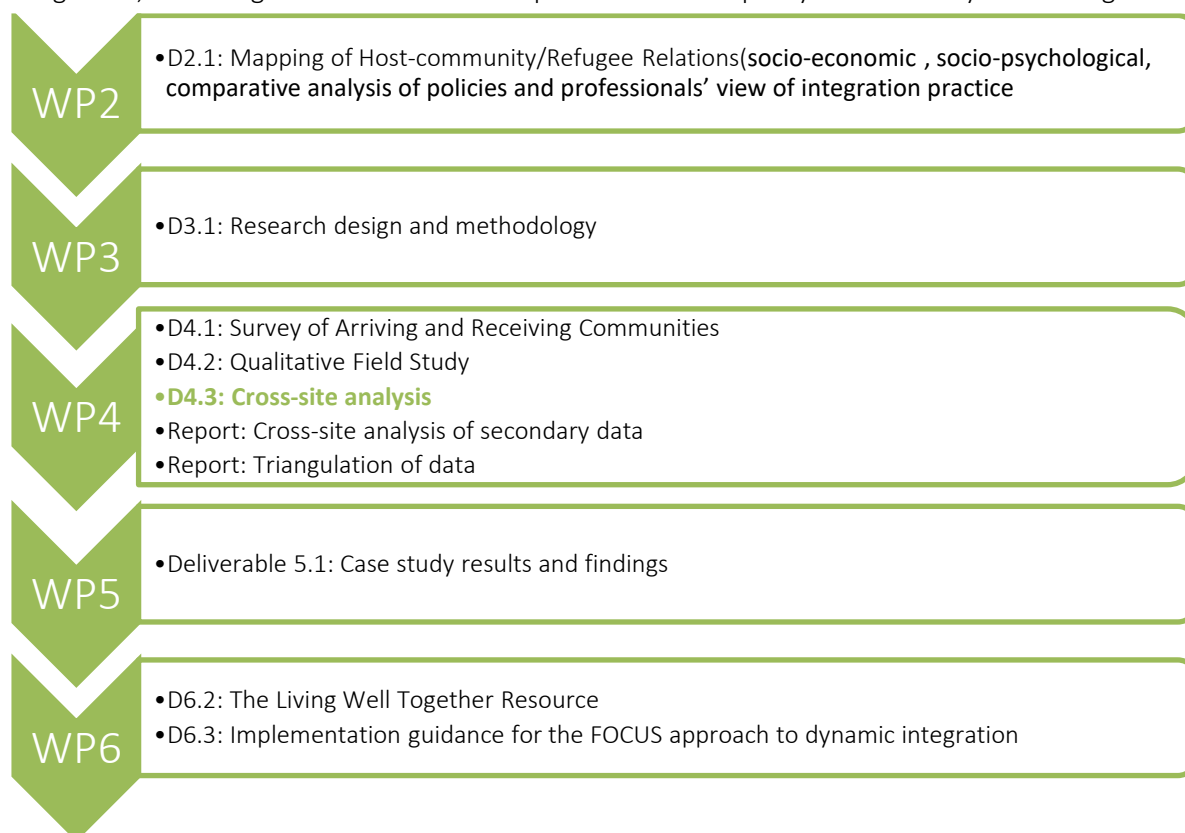 WP2
•D2.1: Mapping of Host-community/Refugee Relations(socio-economic , socio-psychological,
comparative analysis of policies and professionals’ view of integration practice
WP3
•D3.1: Research design and methodology
WP4
•D4.1: Survey of Arriving and Receiving Communities
•D4.2: Qualitative Field Study
•D4.3: Cross-site analysis
•Report: Cross-site analysis of secondary data
•Report: Triangulation of data
WP5
•Deliverable 5.1: Case study results and findings
WP6
•D6.2: The Living Well Together Resource
•D6.3: Implementation guidance for the FOCUS approach to dynamic integration